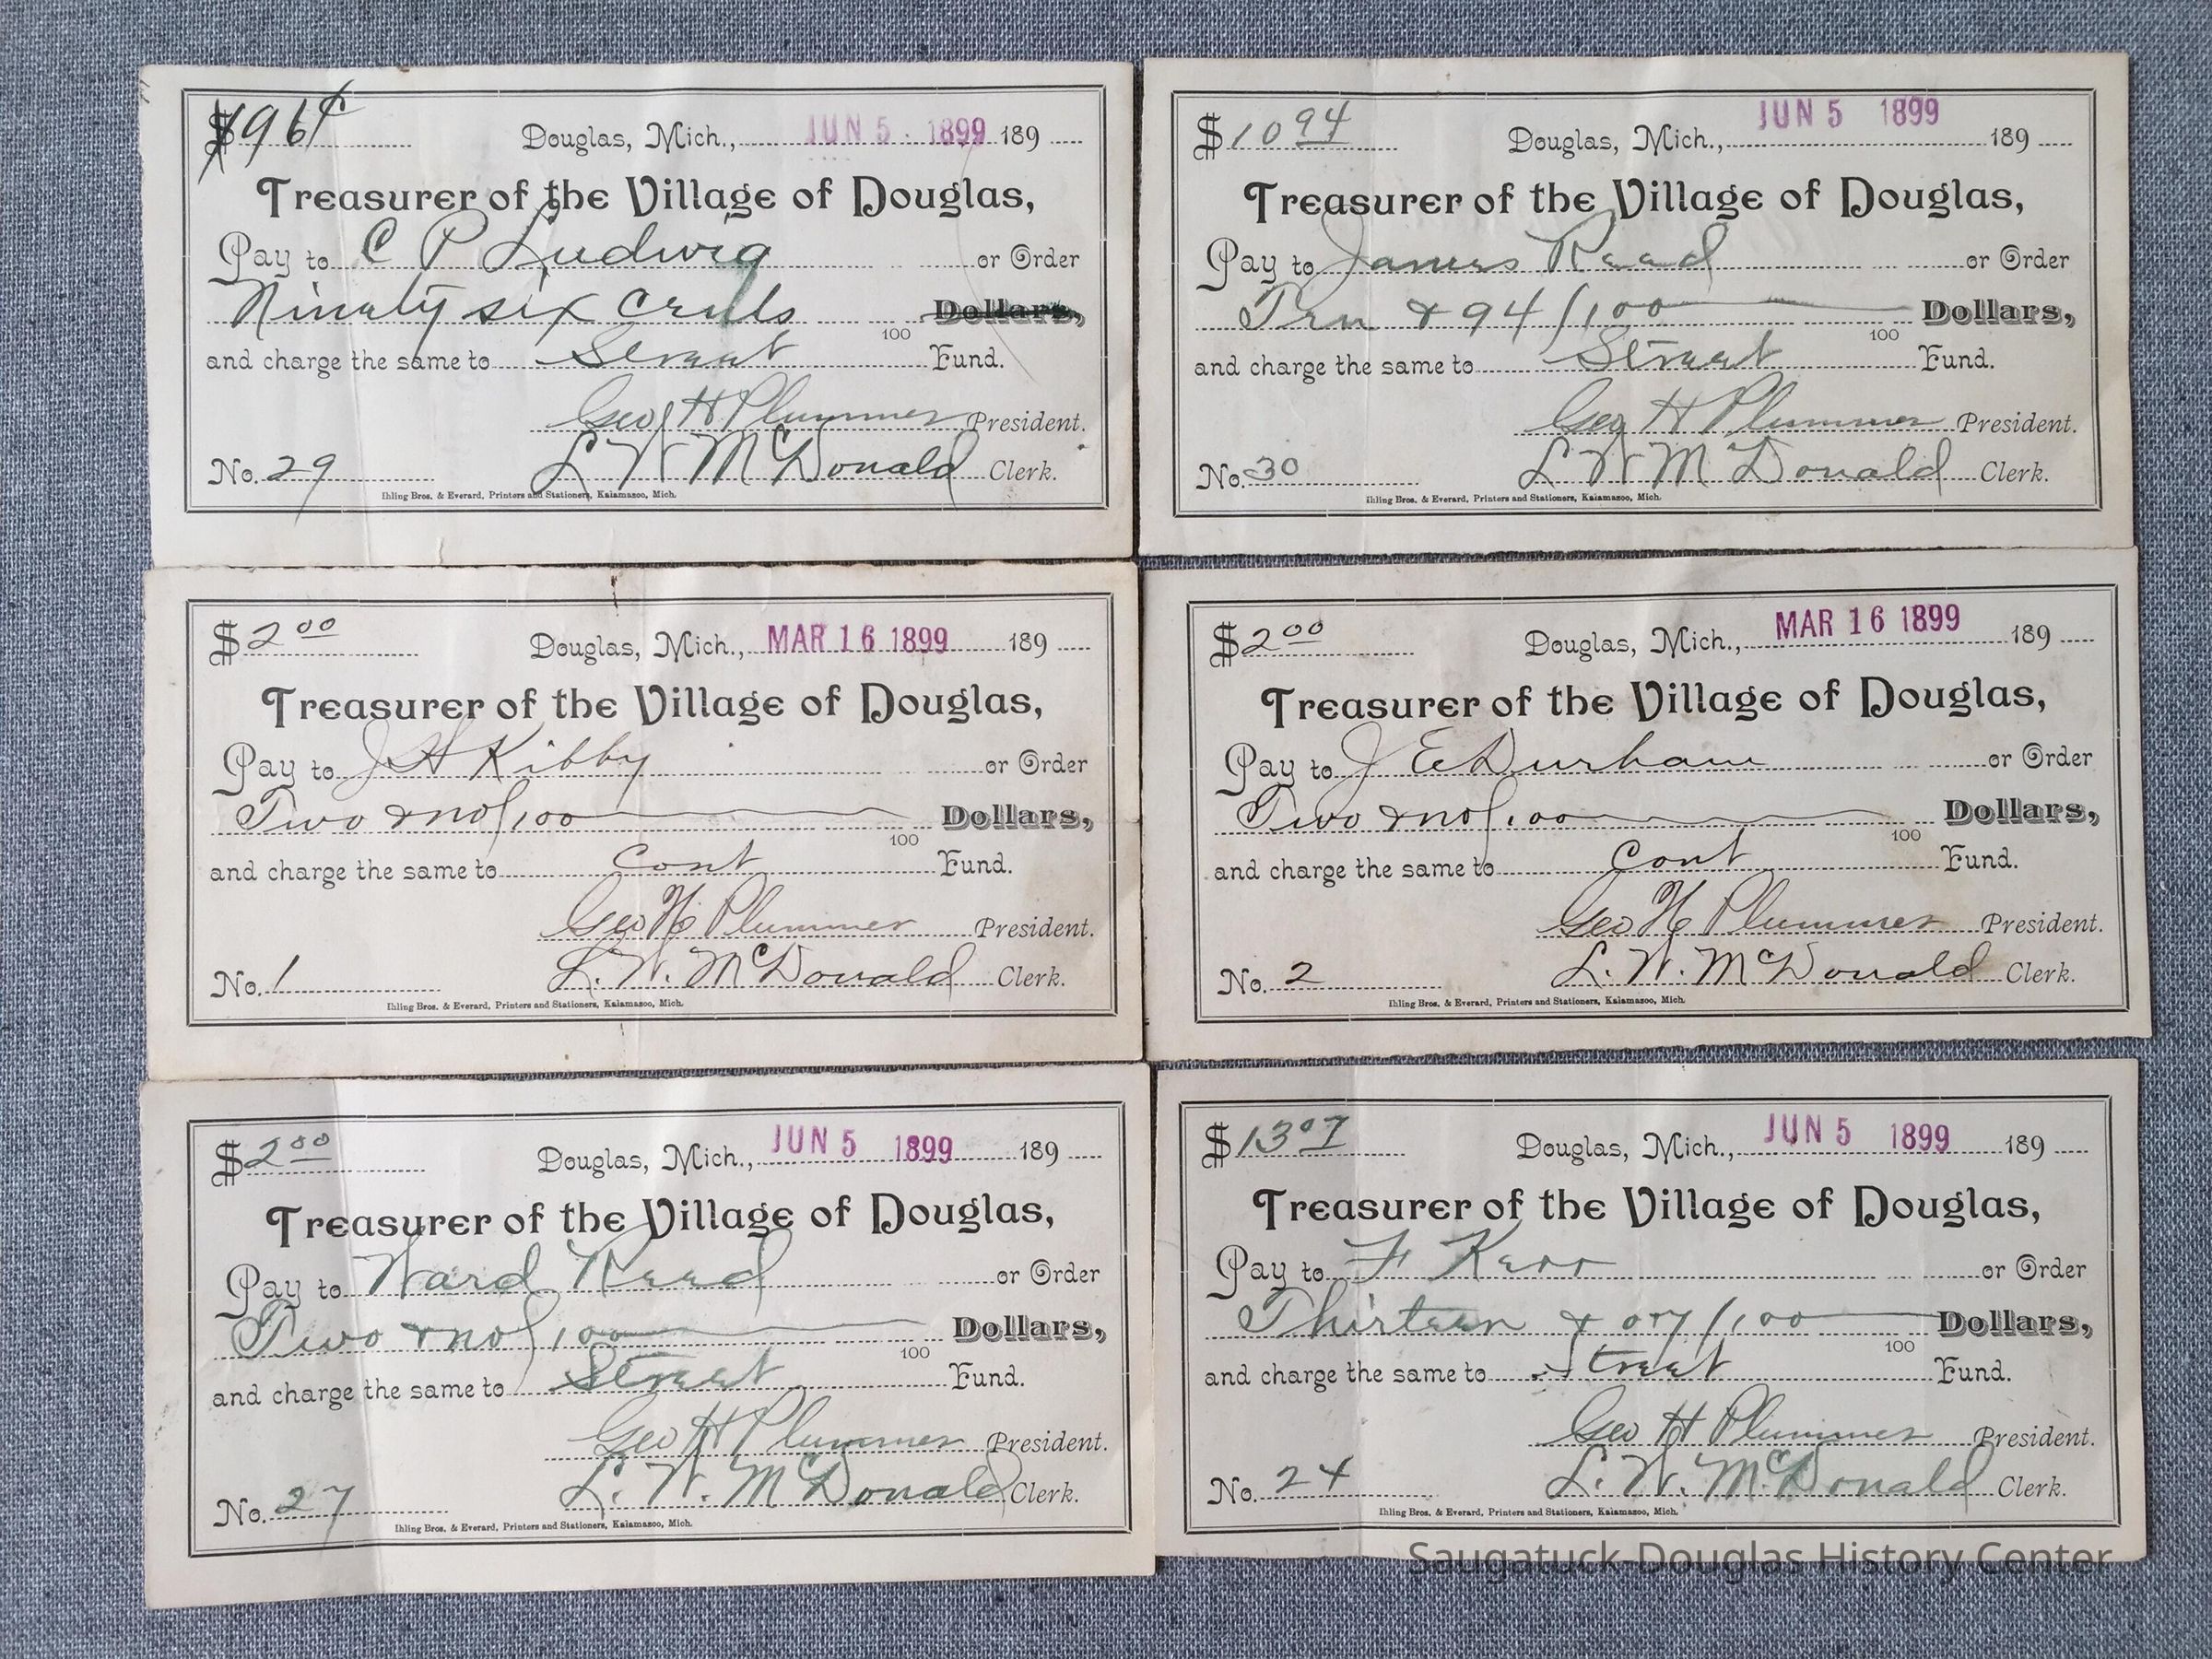 $ 96¢ Douglas, Mich., JUN 5 1899 189
Treasurer of the Village of Douglas,
Pay to C P Ludwig or Order
Ninety six cents 100 Dollars,
and charge the same to Street Fund.
Geo H Plummer President.
No. 29 L W McDonald Clerk.
Ihling Bros. & Everard, Printers and Stationers, Kalamazoo, Mich.
$ 10 94 Douglas, Mich., JUN 5 1899 189
Treasurer of the Village of Douglas,
Pay to James Reed or Order
Ten & 94/100 100 Dollars,
and charge the same to Street Fund.
Geo H Plummer President.
No. 30 L W McDonald Clerk.
Ihling Bros. & Everard, Printers and Stationers, Kalamazoo, Mich.
$ 2 00 Douglas, Mich., MAR 16 1899 189
Treasurer of the Village of Douglas,
Pay to J H Kibby or Order
Two & no/100 100 Dollars,
and charge the same to Cont Fund.
Geo H Plummer President.
No. 1 L. W. McDonald Clerk.
Ihling Bros. & Everard, Printers and Stationers, Kalamazoo, Mich.
$ 2 00 Douglas, Mich., MAR 16 1899 189
Treasurer of the Village of Douglas,
Pay to J E Durham or Order
Two & no/100 100 Dollars,
and charge the same to Cont Fund.
Geo H Plummer President.
No. 2 L. W. McDonald Clerk.
Ihling Bros. & Everard, Printers and Stationers, Kalamazoo, Mich.
$ 2 00 Douglas, Mich., JUN 5 1899 189
Treasurer of the Village of Douglas,
Pay to Ward Reed or Order
Two & no/100 100 Dollars,
and charge the same to Street Fund.
Geo H Plummer President.
No. 27 L. W. McDonald Clerk.
Ihling Bros. & Everard, Printers and Stationers, Kalamazoo, Mich.
$ 13 07 Douglas, Mich., JUN 5 1899 189
Treasurer of the Village of Douglas,
Pay to F Kerr or Order
Thirteen & 07/100 100 Dollars,
and charge the same to Street Fund.
Geo H Plummer President.
No. 24 L. W. McDonald Clerk.
Ihling Bros. & Everard, Printers and Stationers, Kalamazoo, Mich.
Saugatuck-Douglas History Center